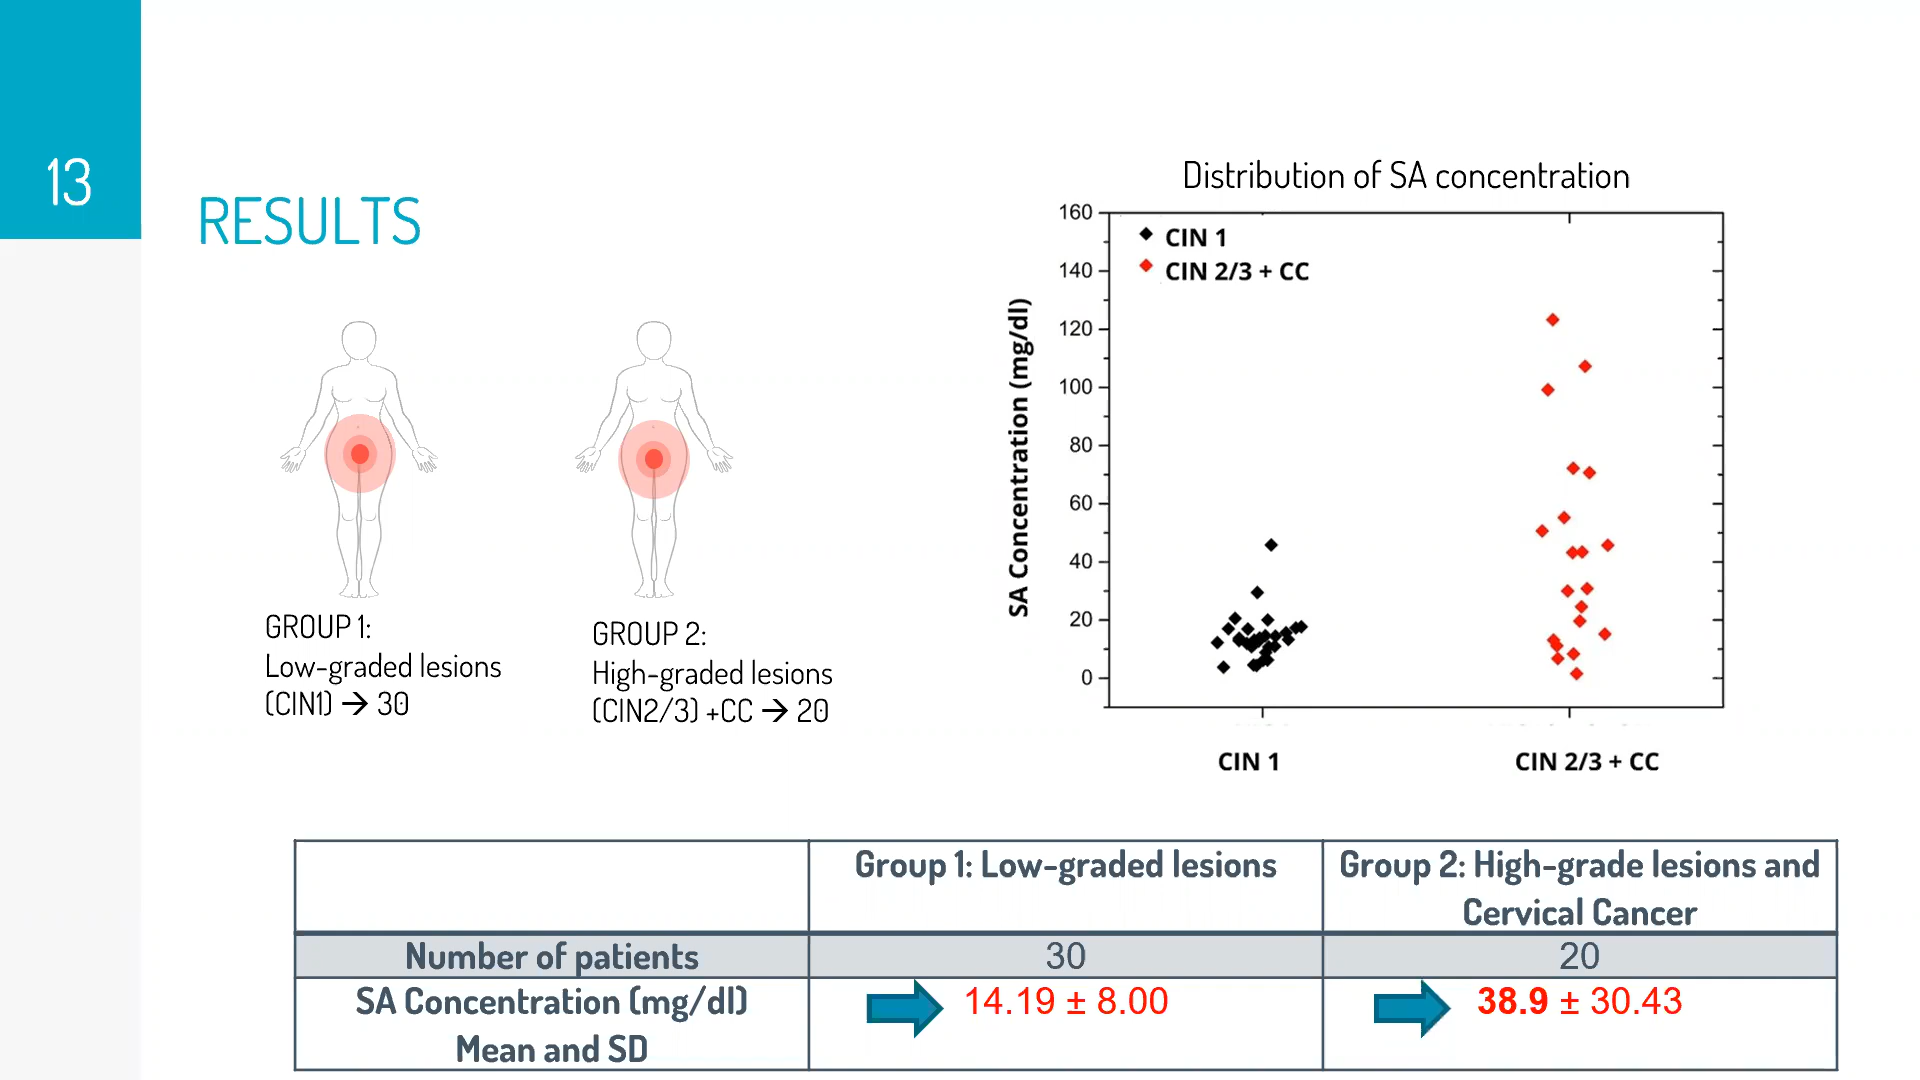 13
RESULTS
GROUP 1:
Low-graded lesions
(CIN1) → 30
GROUP 2:
High-graded lesions
(CIN2/3) +CC → 20
Distribution of SA concentration
SA Concentration (mg/dl)
160
140
120
100
80
60
40
20
0
CIN 1
CIN 2/3 + CC
CIN 1
CIN 2/3 + CC
Group 1: Low-graded lesions
Group 2: High-grade lesions and
Cervical Cancer
Number of patients
30
20
SA Concentration (mg/dl)
Mean and SD
14.19 ± 8.00
38.9 ± 30.43